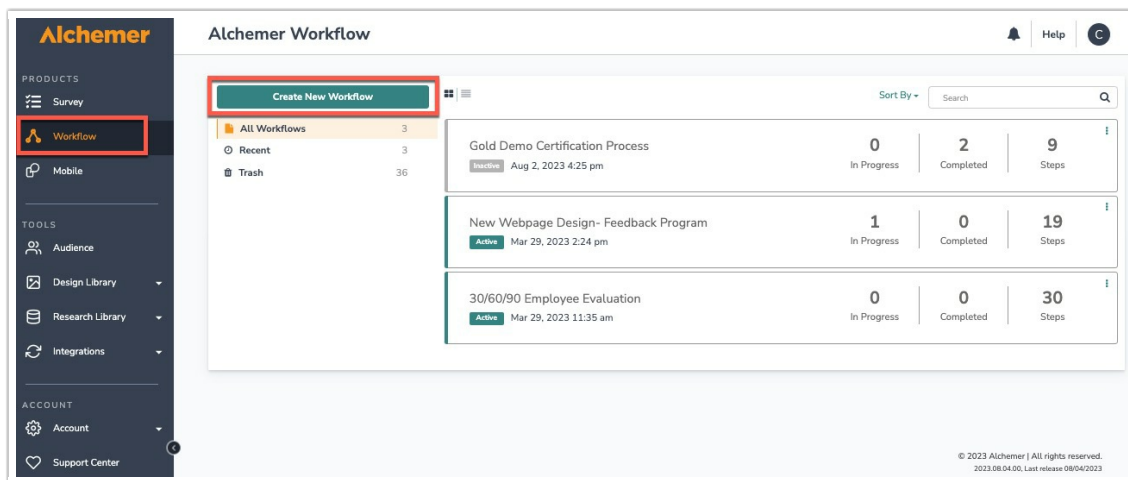 Alchemer
Alchemer Workflow
Help
C
PRODUCTS
Survey
Workflow
Mobile
TOOLS
Audience
Design Library
Research Library
Integrations
ACCOUNT
Account
Support Center
Create New Workflow
All Workflows 3
Recent 3
Trash 36
Sort By
Search
Gold Demo Certification Process
Inactive Aug 2, 2023 4:25 pm
0 2 9
In Progress Completed Steps
New Webpage Design- Feedback Program
Active Mar 29, 2023 2:24 pm
1 0 19
In Progress Completed Steps
30/60/90 Employee Evaluation
Active Mar 29, 2023 11:35 am
0 0 30
In Progress Completed Steps
© 2023 Alchemer | All rights reserved.
2023.08.04.00, Last release 08/04/2023